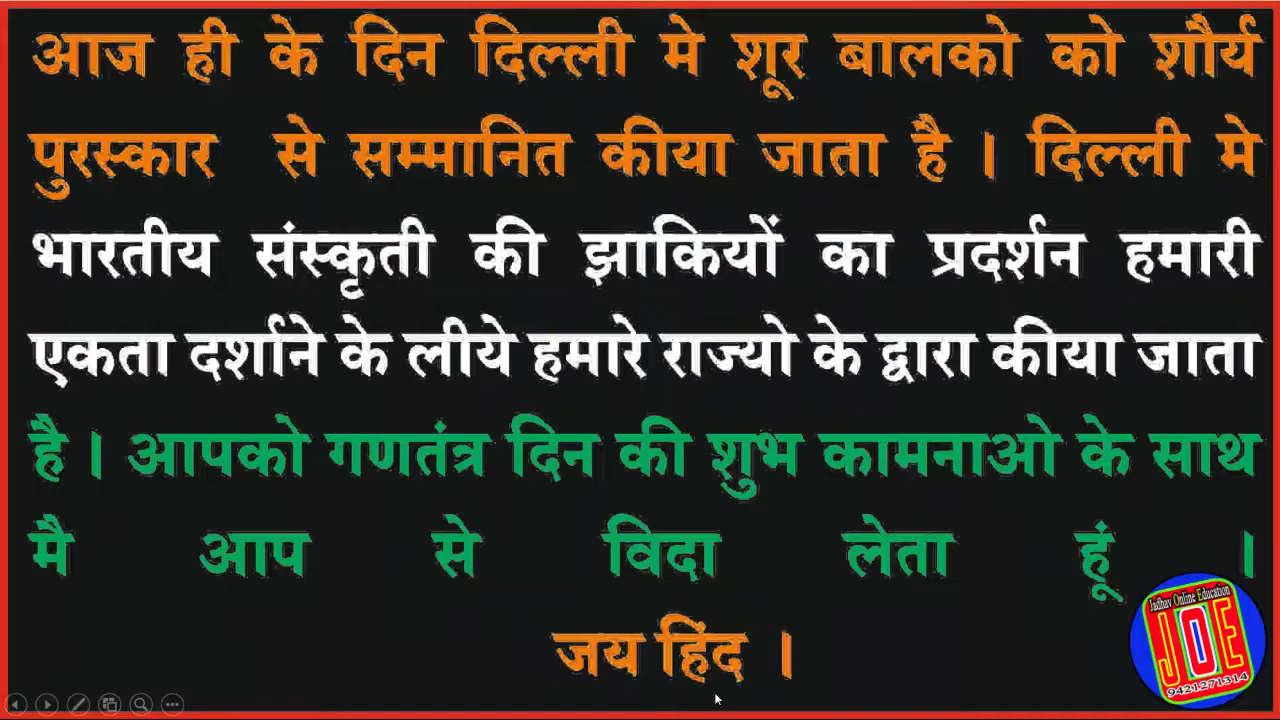 आज ही के दिन दिल्ली मे शूर बालको को शौर्य
पुरस्कार से सम्मानित कीया जाता है ।  दिल्ली मे
भारतीय संस्कृती की झाकियों का प्रदर्शन हमारी
एकता दर्शाने के लीये हमारे राज्यो के द्वारा कीया जाता
है । आपको गणतंत्र दिन की शुभ कामनाओ के साथ
मै आप से विदा लेता हूं ।
जय हिंद ।
Jadhav Online Education
JOE
9421271314